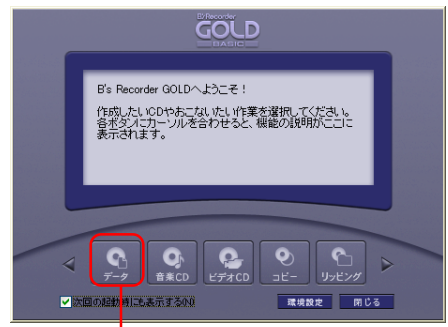 B's Recorder
GOLD
BASIC
B's Recorder GOLDへようこそ！
作成したいCDやおこないたい作業を選択してください。
各ボタンにカーソルを合わせると、機能の説明がここに
表示されます。
データ
音楽CD
ビデオCD
コピー
リッピング
次回の起動時にも表示する(N)
環境設定
閉じる